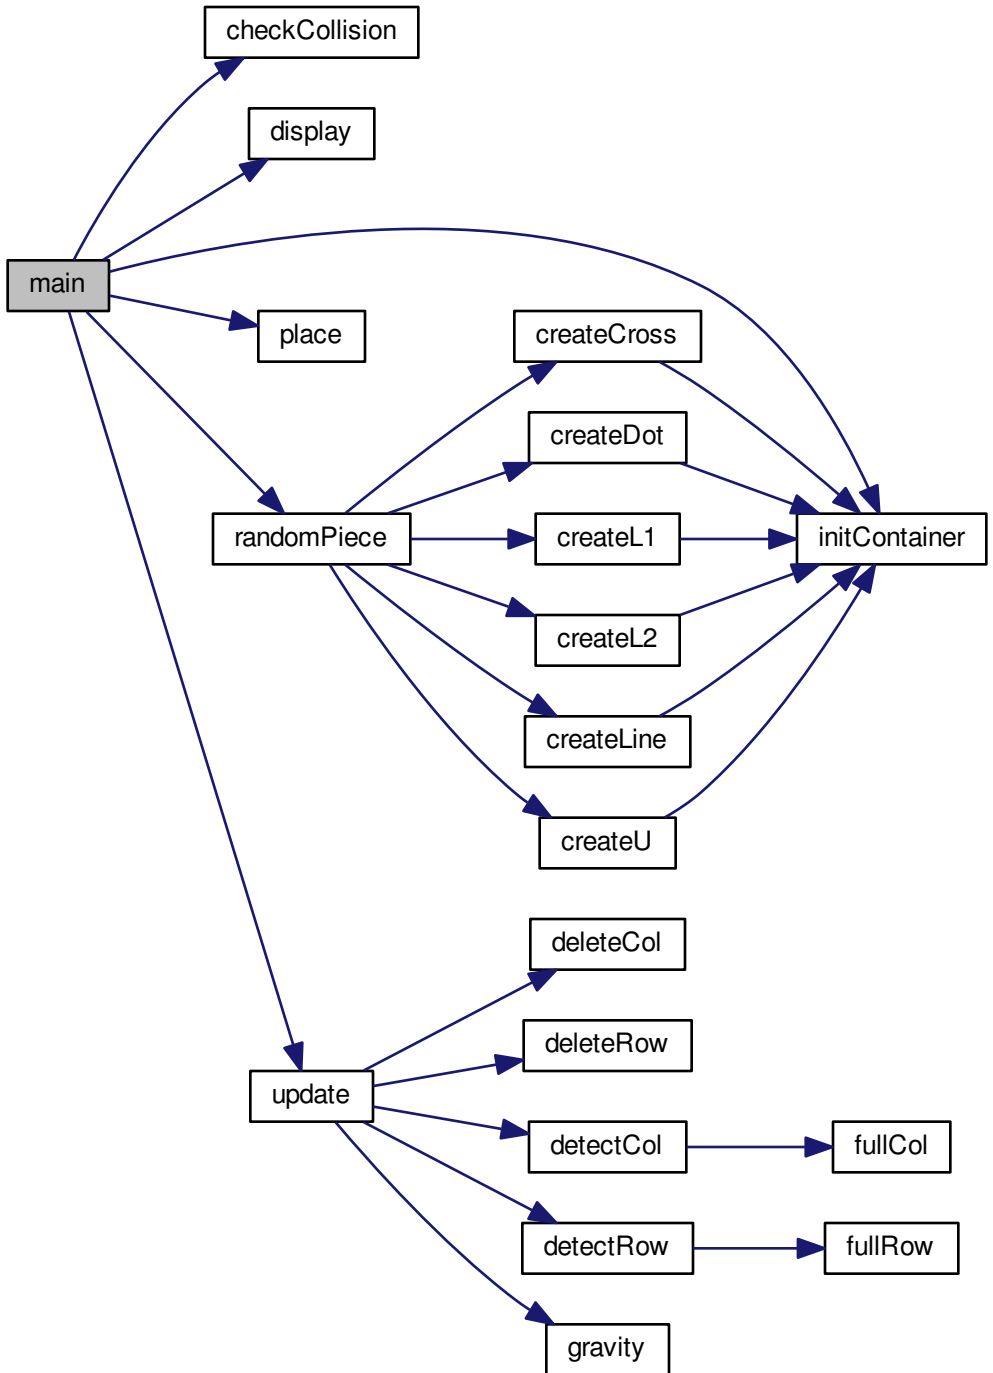 checkCollision
display
main
place
createCross
createDot
randomPiece
createL1
initContainer
createL2
createLine
createU
deleteCol
deleteRow
update
detectCol
fullCol
detectRow
fullRow
gravity